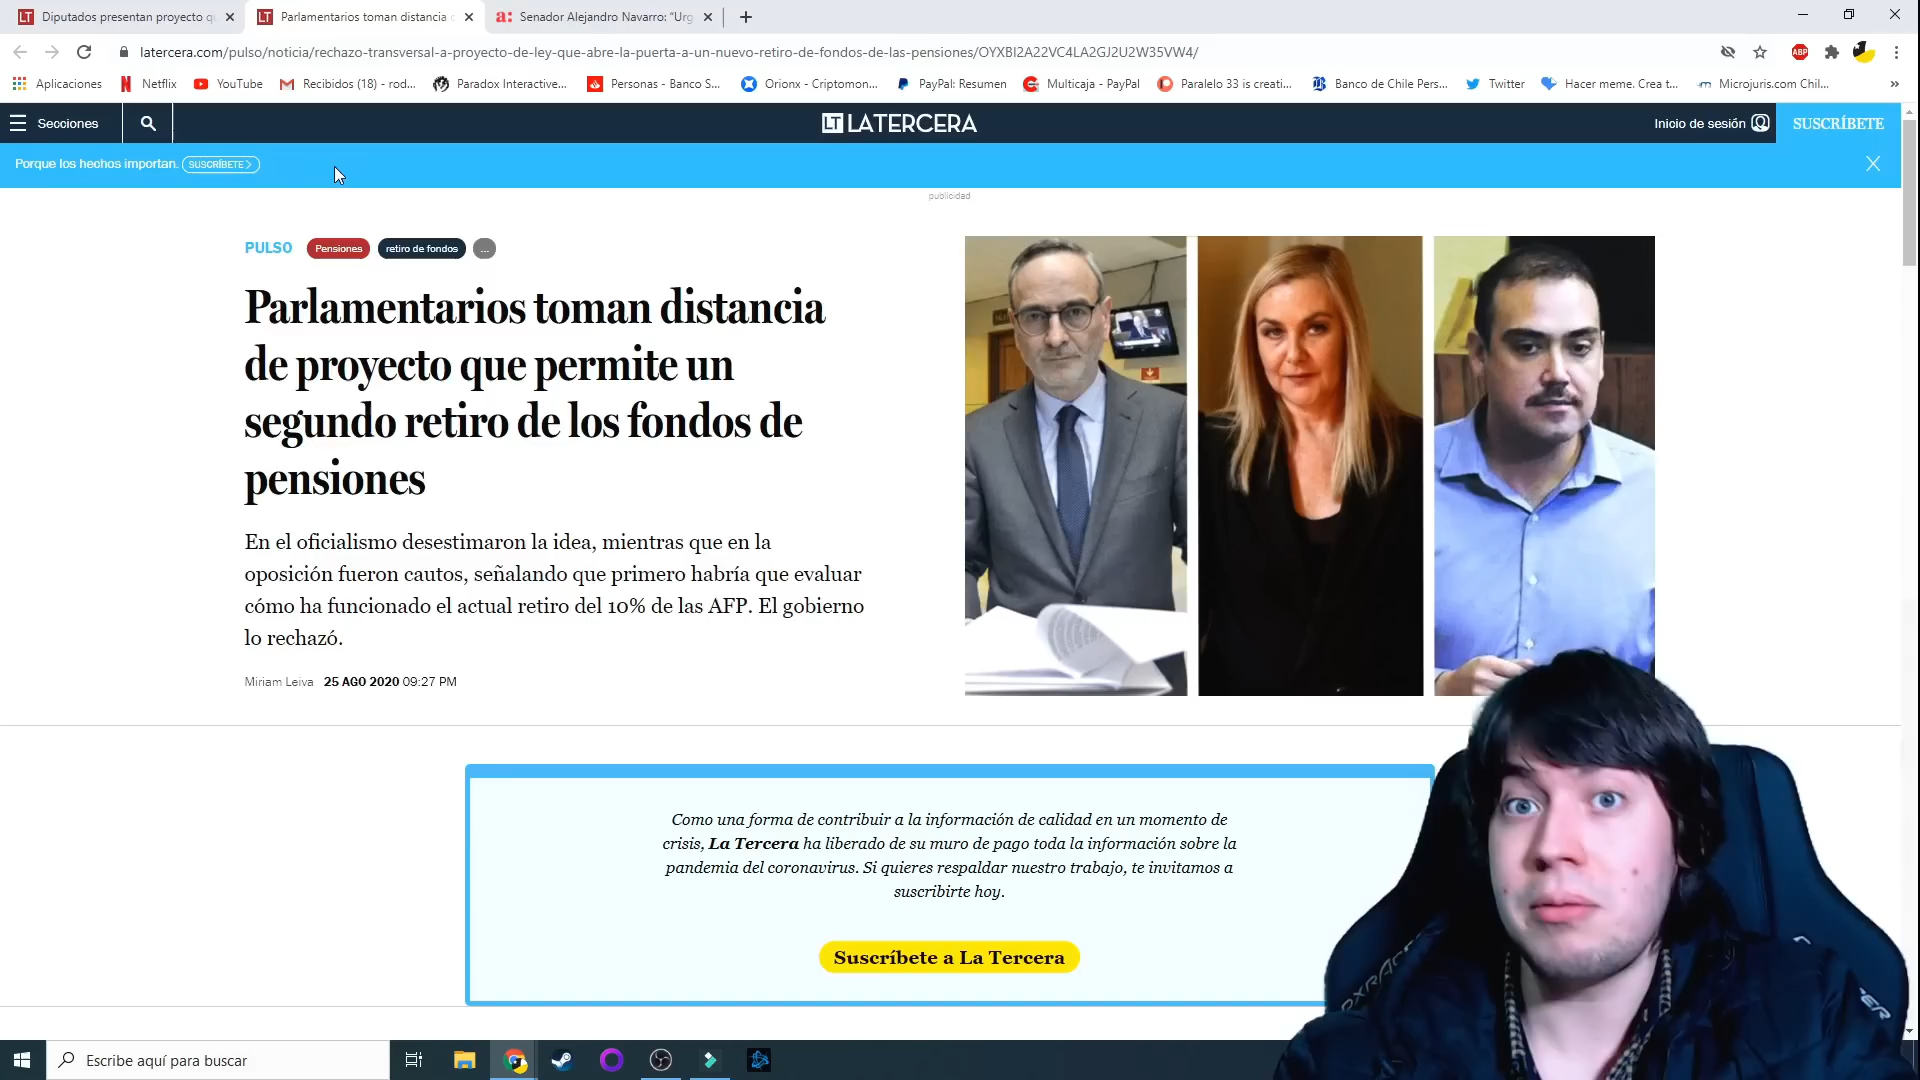 Diputados presentan proyecto q
Parlamentarios toman distancia
Senador Alejandro Navarro: "Urg
latercera.com/pulso/noticia/rechazo-transversal-a-proyecto-de-ley-que-abre-la-puerta-a-un-nuevo-retiro-de-fondos-de-las-pensiones/OYXBI2A22VC4LA2GJ2U2W35VW4/
ABP
Aplicaciones Netflix YouTube Recibidos (18) - rod... Paradox Interactive... Personas - Banco S... Orionx - Criptomon... PayPal: Resumen Multicaja - PayPal Paralelo 33 is creati... Banco de Chile Pers... Twitter Hacer meme. Crea t... Microjuris.com Chil... »
Secciones
LT LATERCERA
Inicio de sesión
SUSCRÍBETE
Porque los hechos importan. SUSCRÍBETE >
publicidad
PULSO Pensiones retiro de fondos ...
Parlamentarios toman distancia
de proyecto que permite un
segundo retiro de los fondos de
pensiones
En el oficialismo desestimaron la idea, mientras que en la
oposición fueron cautos, señalando que primero habría que evaluar
cómo ha funcionado el actual retiro del 10% de las AFP. El gobierno
lo rechazó.
Miriam Leiva 25 AGO 2020 09:27 PM
Como una forma de contribuir a la información de calidad en un momento de
crisis, La Tercera ha liberado de su muro de pago toda la información sobre la
pandemia del coronavirus. Si quieres respaldar nuestro trabajo, te invitamos a
suscribirte hoy.
Suscríbete a La Tercera
Escribe aquí para buscar